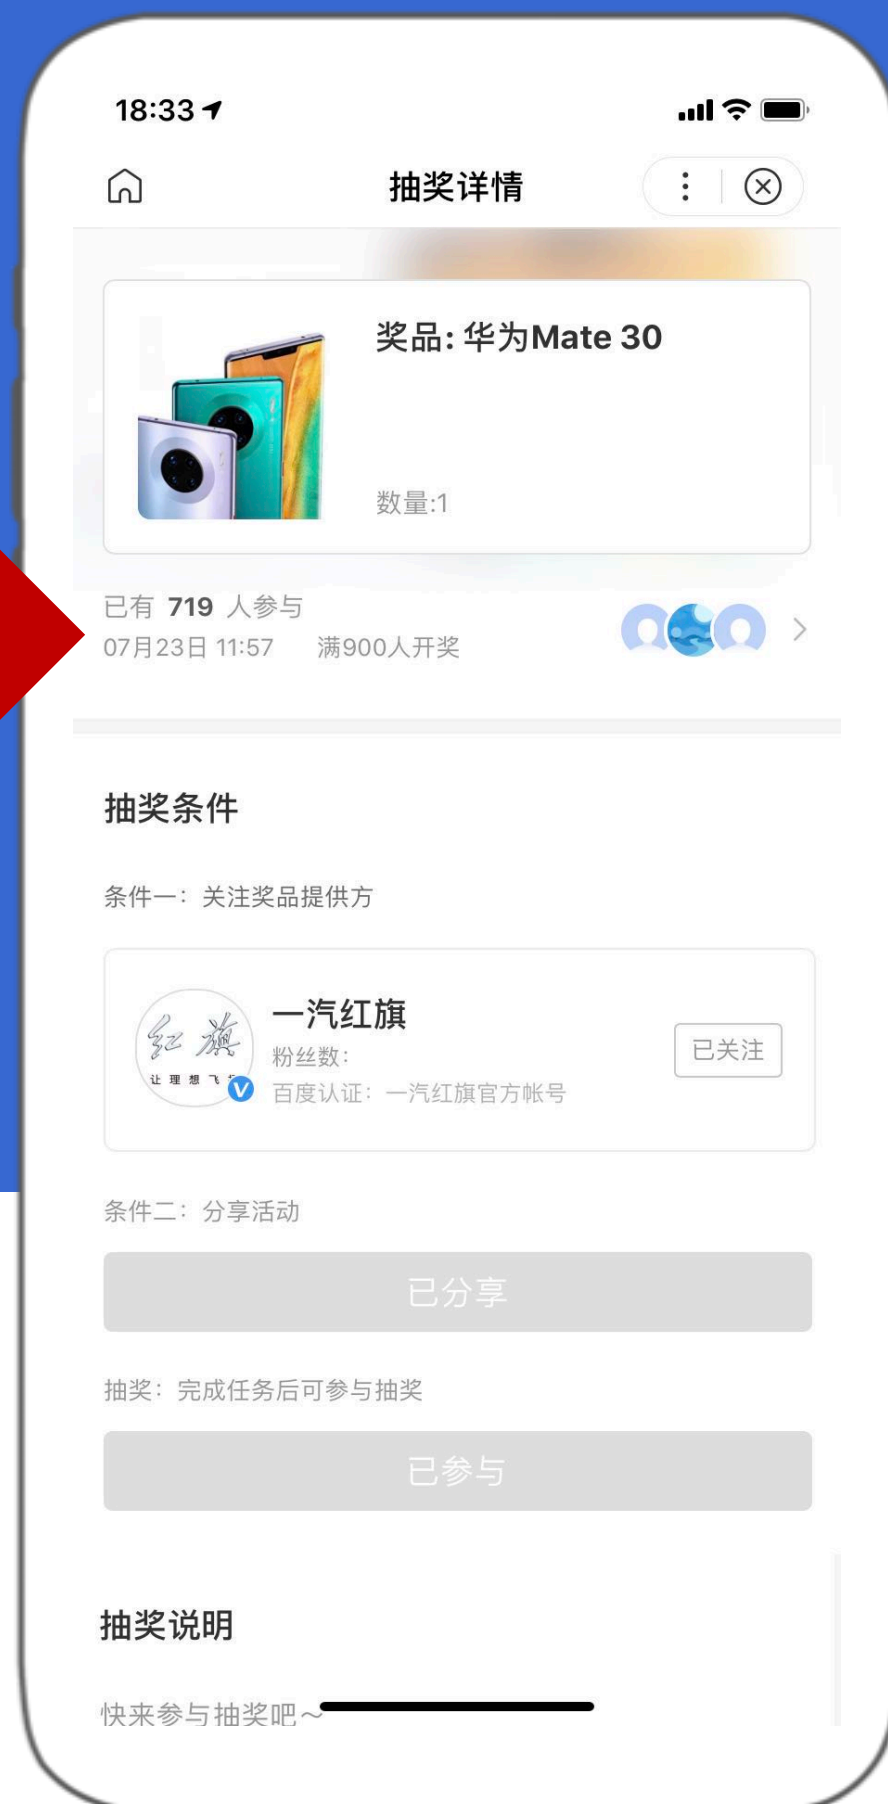 18:33
抽奖详情
奖品: 华为Mate 30
数量:1
已有 719 人参与
07月23日 11:57 满900人开奖
抽奖条件
条件一：关注奖品提供方
红旗
让理想飞
一汽红旗
粉丝数：
百度认证：一汽红旗官方帐号
已关注
条件二：分享活动
已分享
抽奖：完成任务后可参与抽奖
已参与
抽奖说明
快来参与抽奖吧～